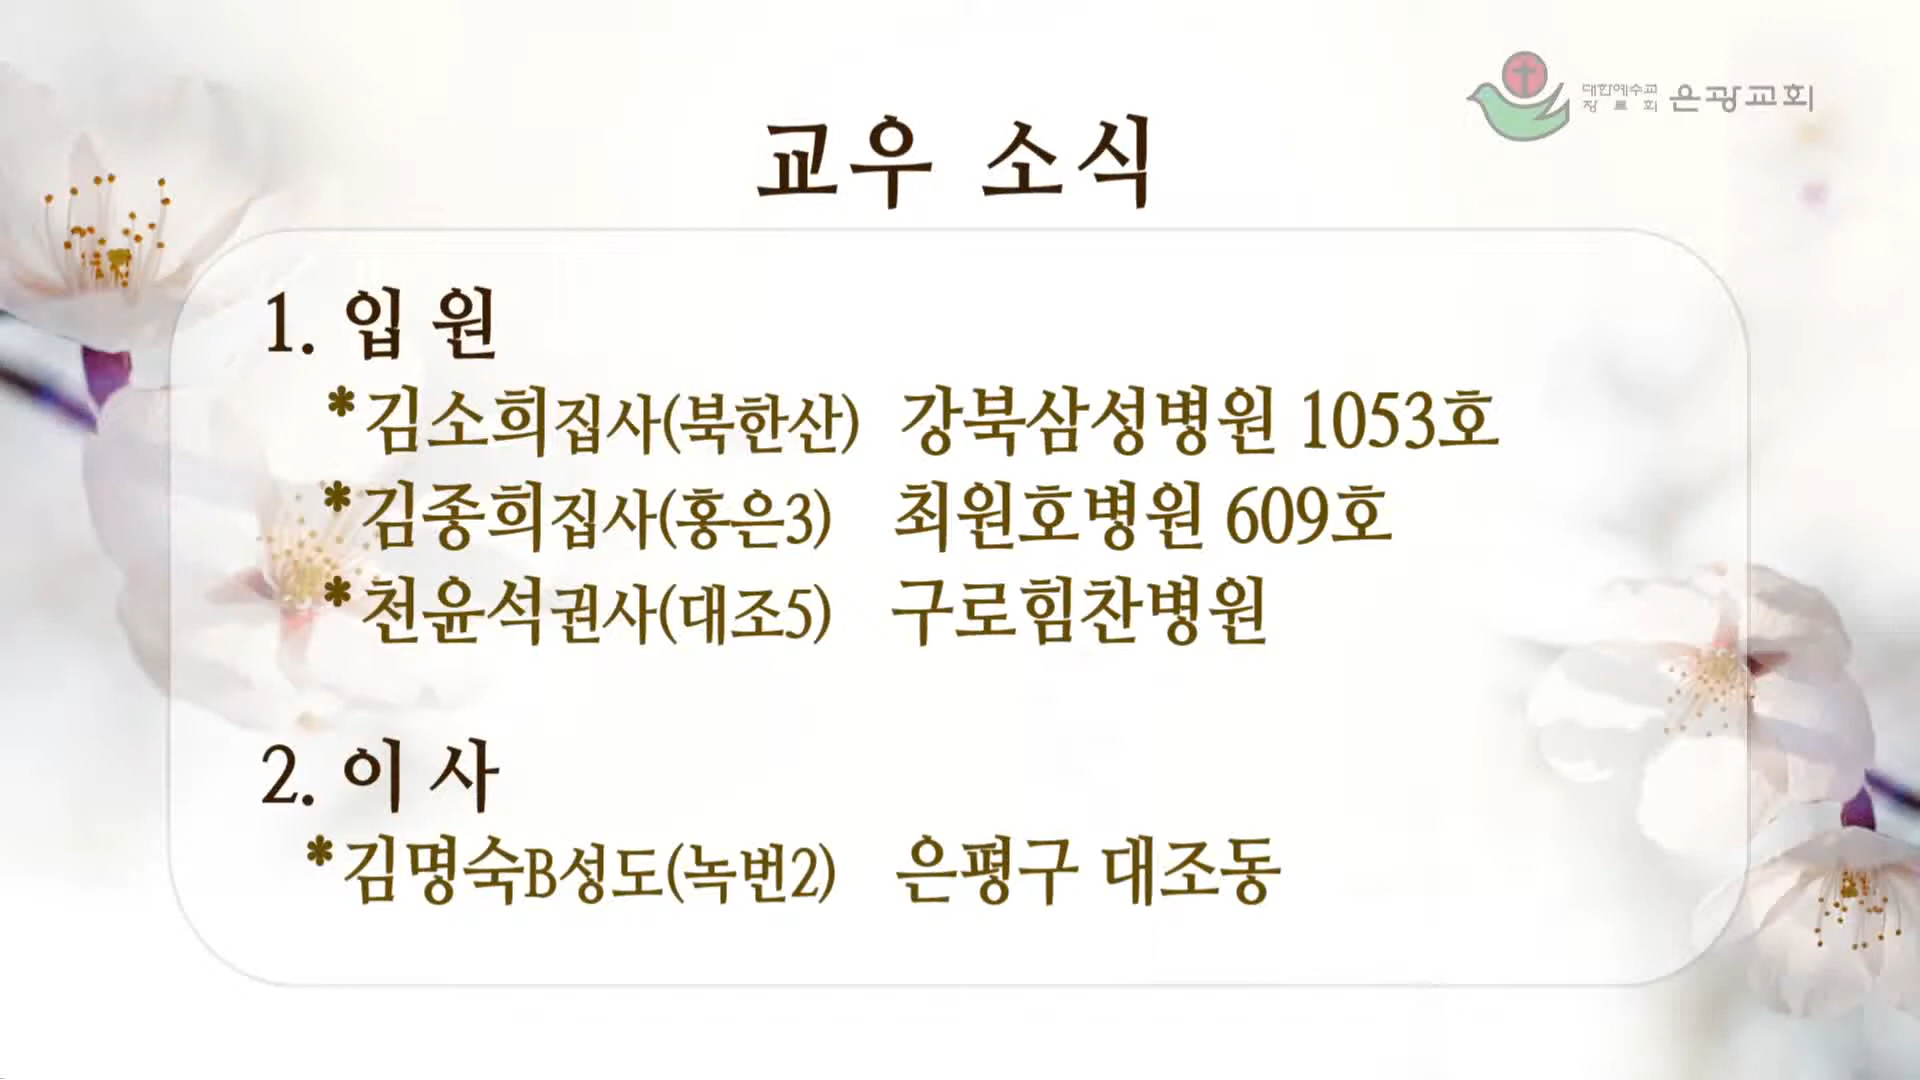 대한예수교
장로회 은광교회
교우 소식
1. 입 원
*김소희집사(북한산) 강북삼성병원 1053호
*김종희집사(홍은3) 최원호병원 609호
*천윤석권사(대조5) 구로힘찬병원
2. 이 사
*김명숙B성도(녹번2) 은평구 대조동